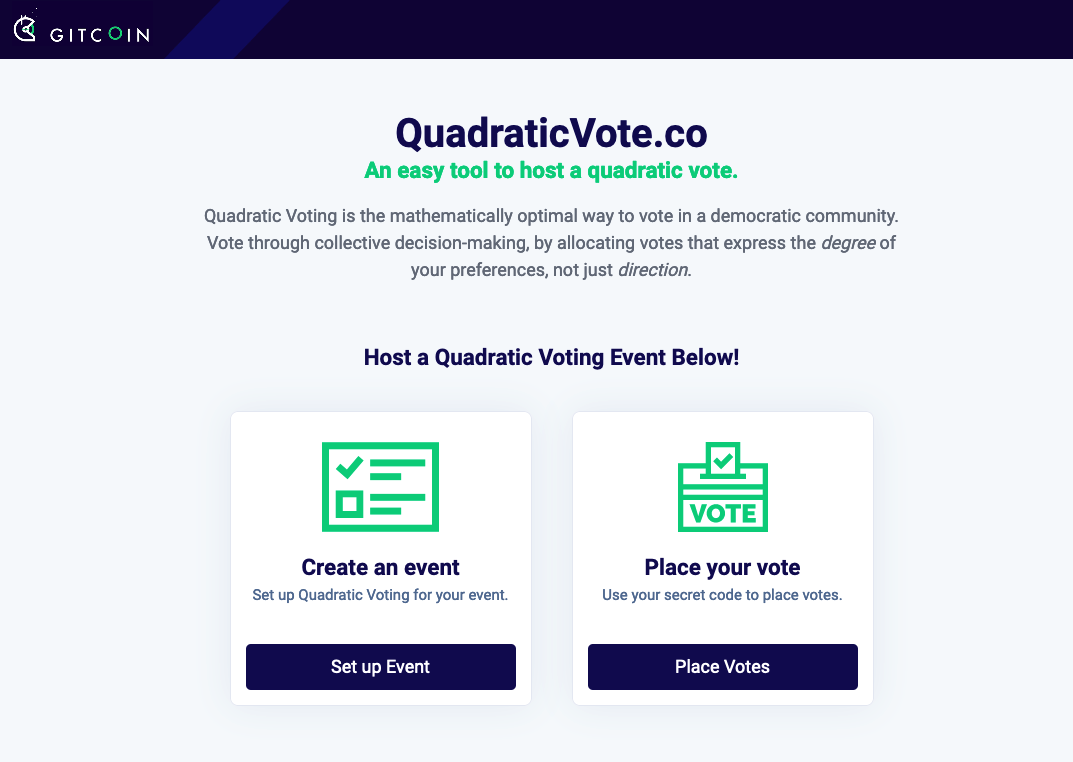 GITCOIN
QuadraticVote.co
An easy tool to host a quadratic vote.
Quadratic Voting is the mathematically optimal way to vote in a democratic community.
Vote through collective decision-making, by allocating votes that express the degree of
your preferences, not just direction.
Host a Quadratic Voting Event Below!
VOTE
Create an event
Set up Quadratic Voting for your event.
Set up Event
Place your vote
Use your secret code to place votes.
Place Votes